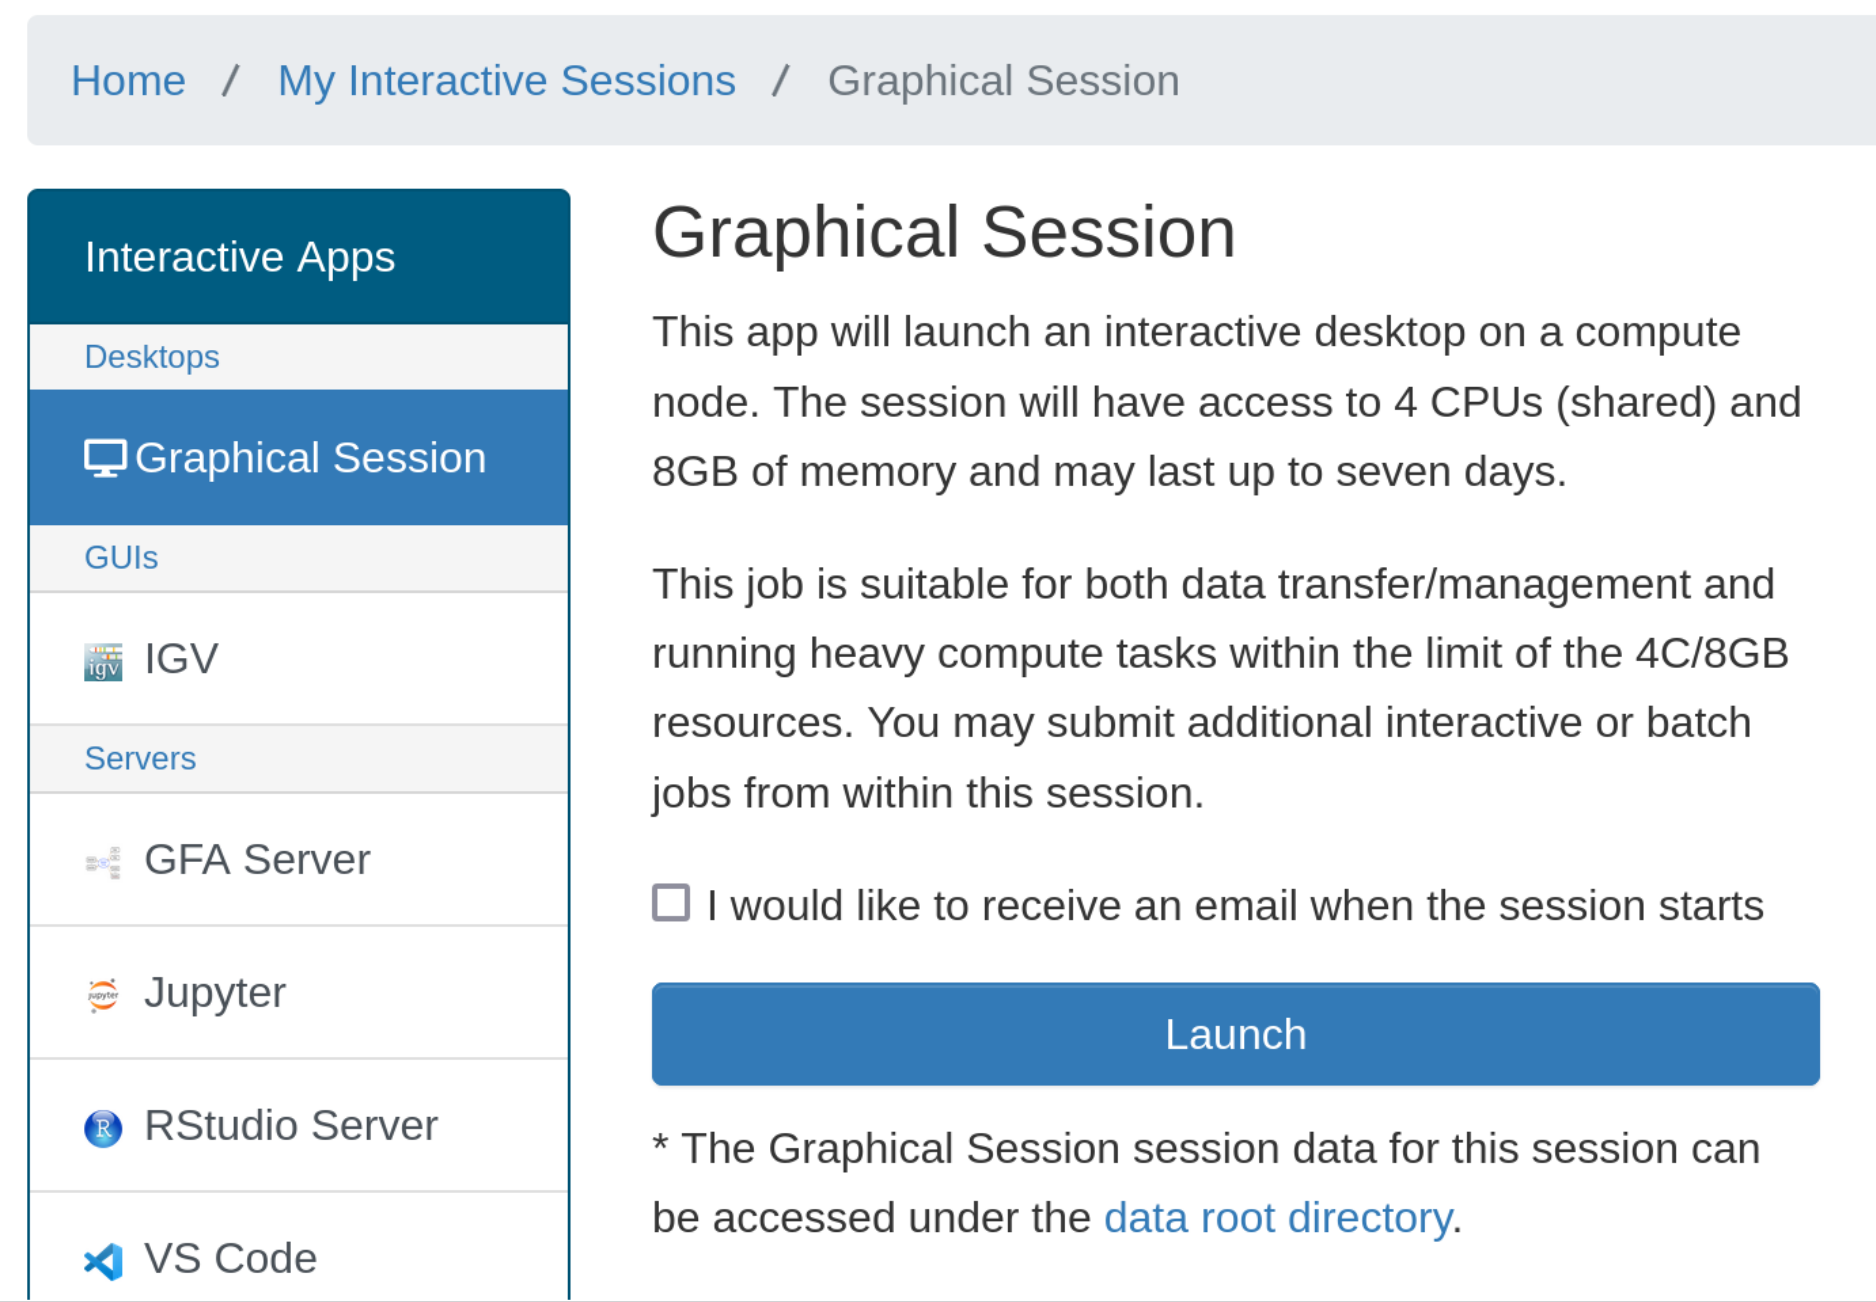 Home / My Interactive Sessions / Graphical Session
Interactive Apps
Desktops
Graphical Session
GUIs
igv IGV
Servers
GFA Server
jupyter Jupyter
R RStudio Server
VS Code
Graphical Session
This app will launch an interactive desktop on a compute
node. The session will have access to 4 CPUs (shared) and
8GB of memory and may last up to seven days.
This job is suitable for both data transfer/management and
running heavy compute tasks within the limit of the 4C/8GB
resources. You may submit additional interactive or batch
jobs from within this session.
I would like to receive an email when the session starts
Launch
* The Graphical Session session data for this session can
be accessed under the data root directory.